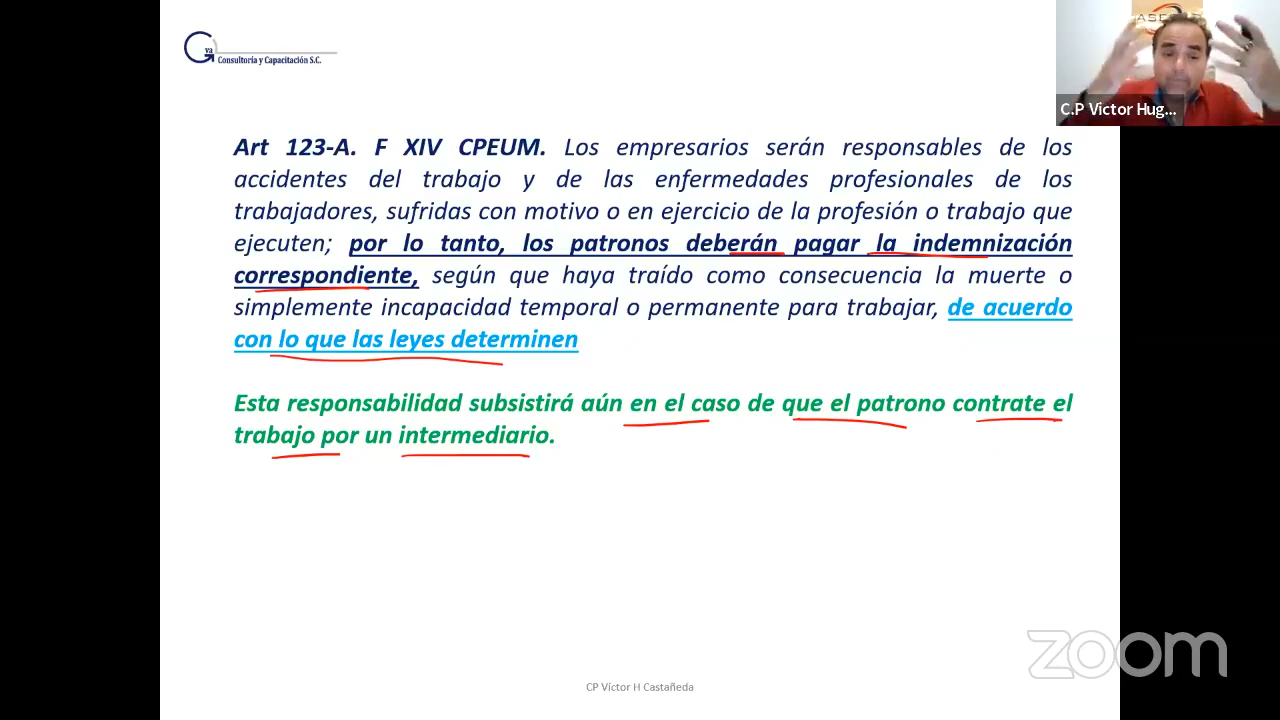 Gva
Consultoría y Capacitación S.C.
ASE
C.P Victor Hug...
Art 123-A. F XIV CPEUM. Los empresarios serán responsables de los
accidentes del trabajo y de las enfermedades profesionales de los
trabajadores, sufridas con motivo o en ejercicio de la profesión o trabajo que
ejecuten; por lo tanto, los patronos deberán pagar la indemnización
correspondiente, según que haya traído como consecuencia la muerte o
simplemente incapacidad temporal o permanente para trabajar, de acuerdo
con lo que las leyes determinen
Esta responsabilidad subsistirá aún en el caso de que el patrono contrate el
trabajo por un intermediario.
zoom
CP Víctor H Castañeda